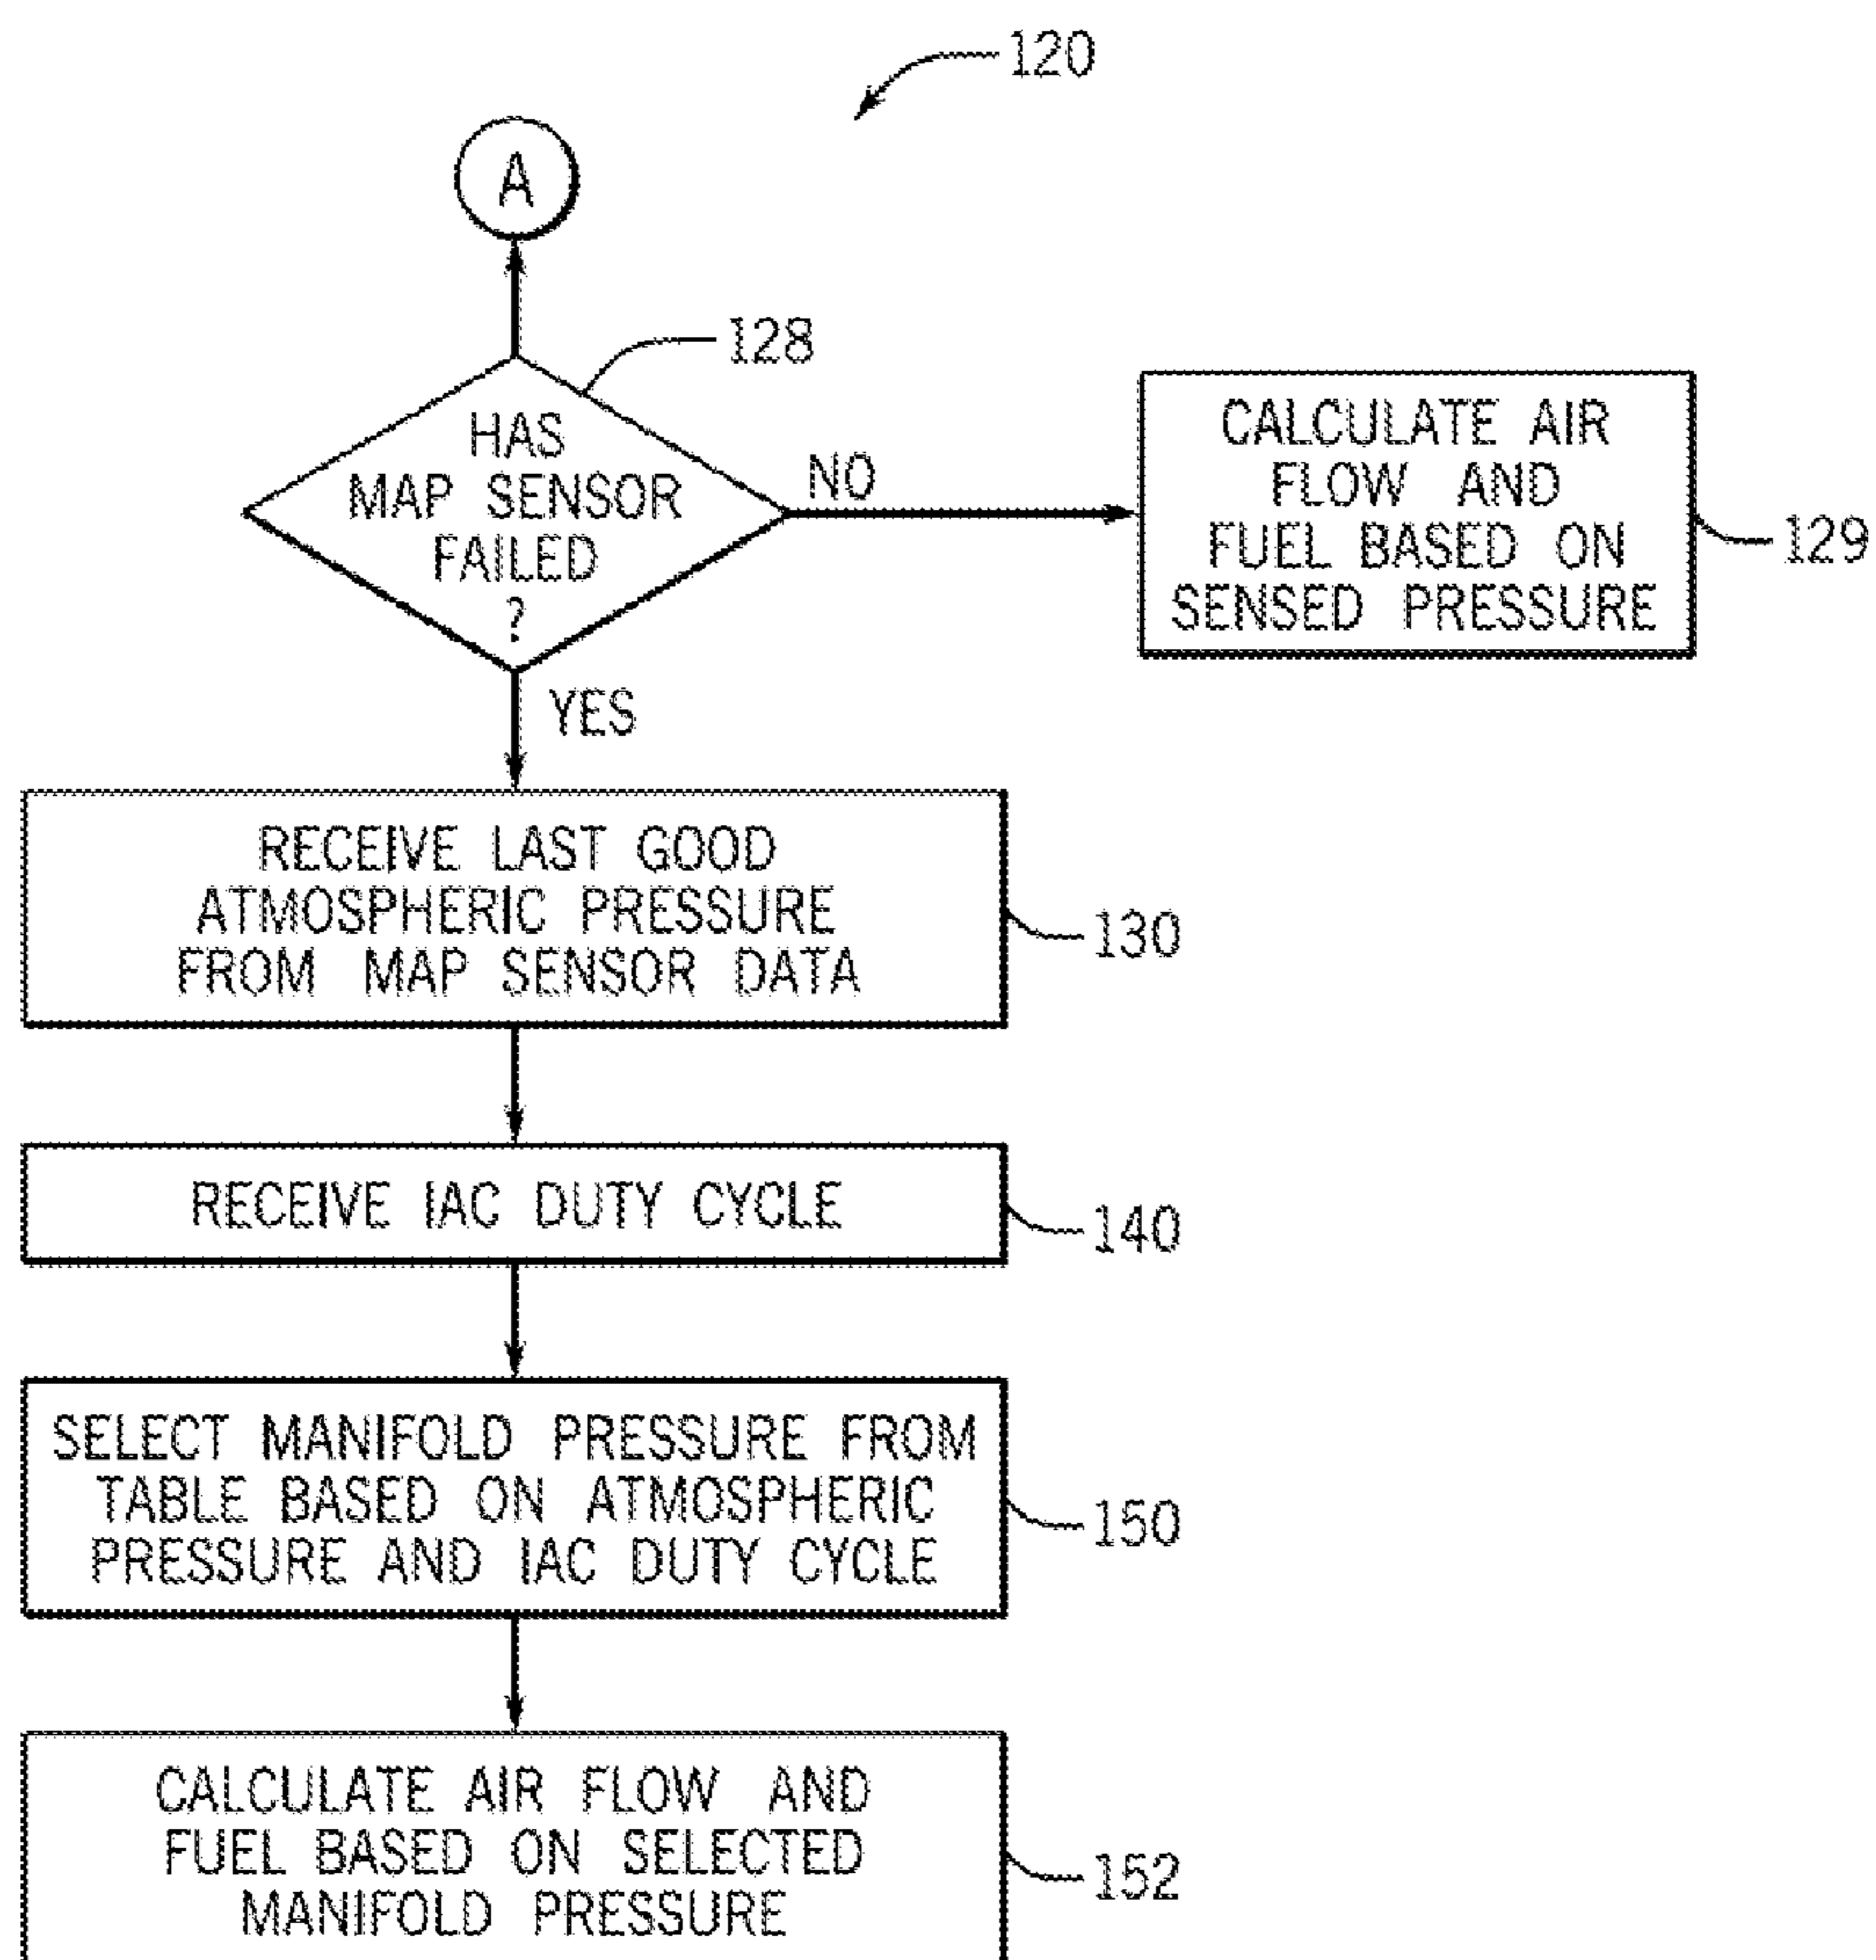 120
A
128
HAS
MAP SENSOR
FAILED
?
NO
CALCULATE AIR
FLOW AND
FUEL BASED ON
SENSED PRESSURE
129
YES
RECEIVE LAST GOOD
ATMOSPHERIC PRESSURE
FROM MAP SENSOR DATA
130
RECEIVE IAC DUTY CYCLE
140
SELECT MANIFOLD PRESSURE FROM
TABLE BASED ON ATMOSPHERIC
PRESSURE AND IAC DUTY CYCLE
150
CALCULATE AIR FLOW AND
FUEL BASED ON SELECTED
MANIFOLD PRESSURE
152